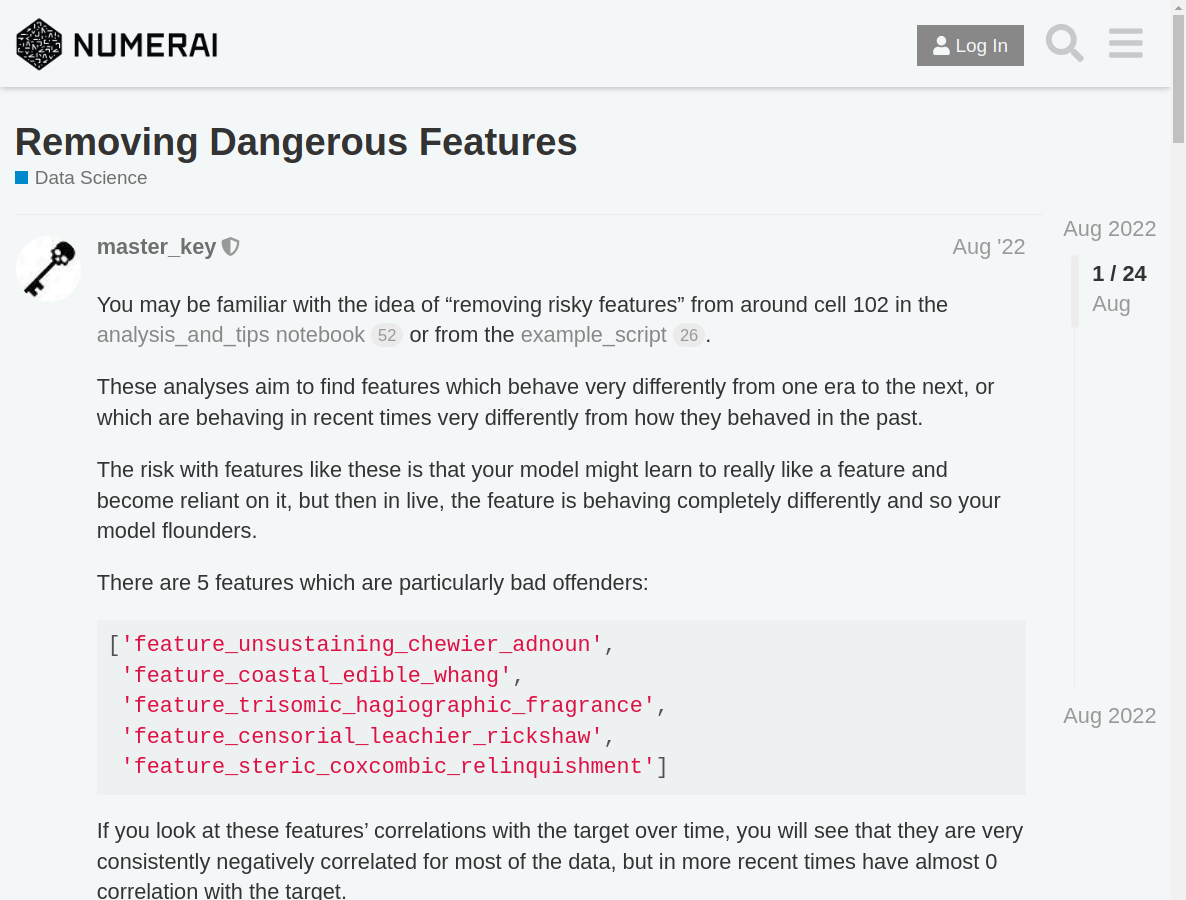 NUMERAI
Log In
Removing Dangerous Features
Data Science
master_key
Aug '22
You may be familiar with the idea of “removing risky features” from around cell 102 in the
analysis_and_tips notebook 52 or from the example_script 26.
These analyses aim to find features which behave very differently from one era to the next, or
which are behaving in recent times very differently from how they behaved in the past.
The risk with features like these is that your model might learn to really like a feature and
become reliant on it, but then in live, the feature is behaving completely differently and so your
model flounders.
There are 5 features which are particularly bad offenders:
['feature_unsustaining_chewier_adnoun',
'feature_coastal_edible_whang',
'feature_trisomic_hagiographic_fragrance',
'feature_censorial_leachier_rickshaw',
'feature_steric_coxcombic_relinquishment']
If you look at these features’ correlations with the target over time, you will see that they are very
consistently negatively correlated for most of the data, but in more recent times have almost 0
correlation with the target.
Aug 2022
1 / 24
Aug
Aug 2022